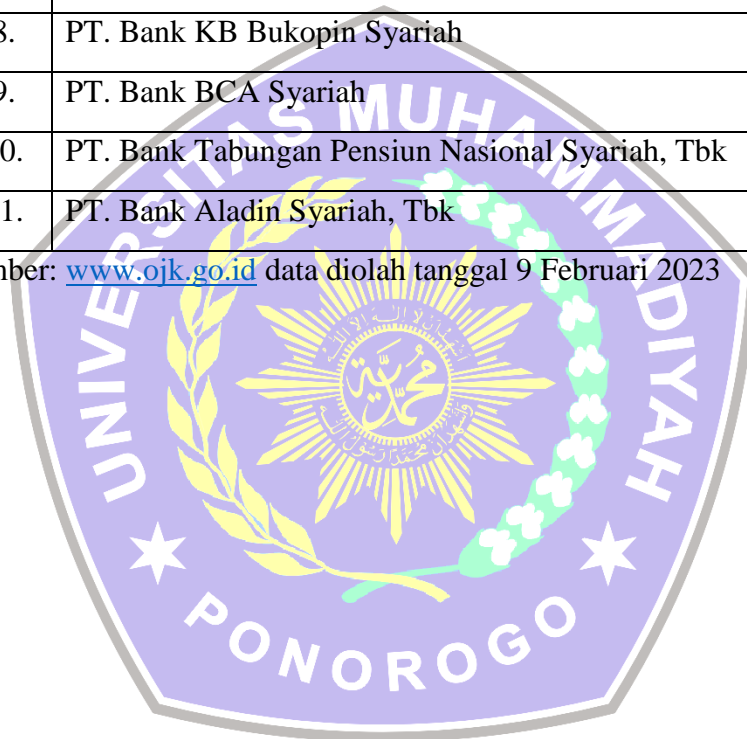 8. PT. Bank KB Bukopin Syariah
9. PT. Bank BCA Syariah
0. PT. Bank Tabungan Pensiun Nasional Syariah, Tbk
1. PT. Bank Aladin Syariah, Tbk
mber: www.ojk.go.id data diolah tanggal 9 Februari 2023
UNIVERSITAS MUHAMMADIYAH
PONOROGO
محمدية